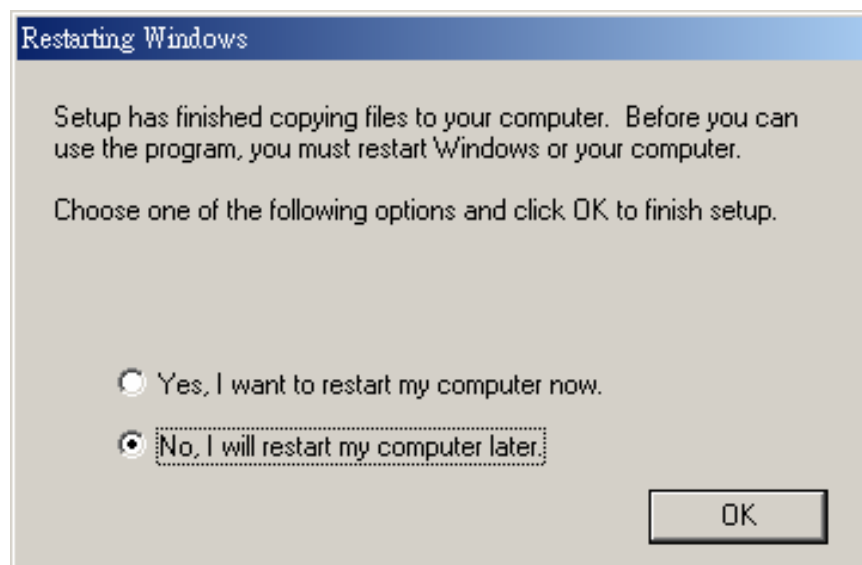 Restarting Windows
Setup has finished copying files to your computer.  Before you can
use the program, you must restart Windows or your computer.
Choose one of the following options and click OK to finish setup.
Yes, I want to restart my computer now.
No, I will restart my computer later.
OK